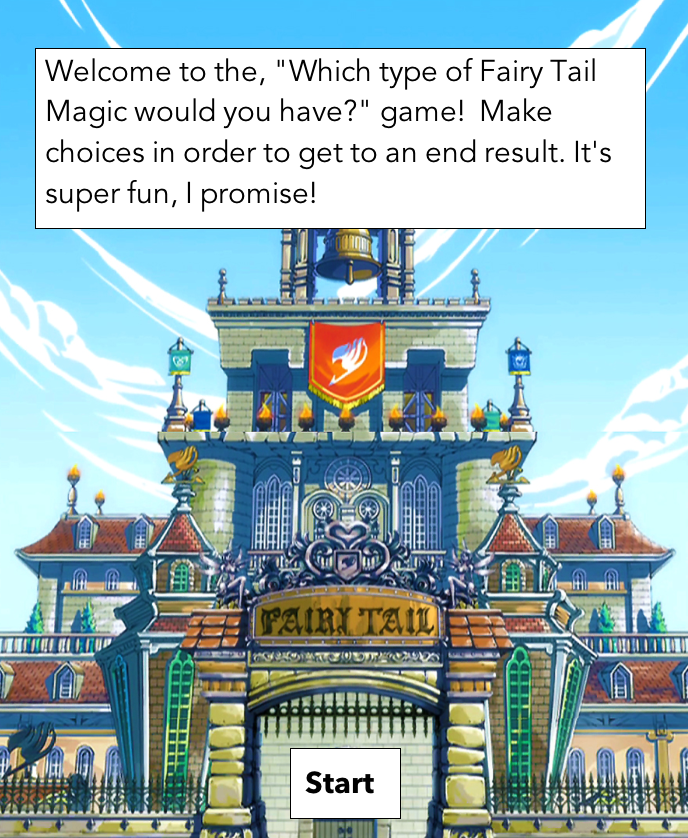 Welcome to the, "Which type of Fairy Tail
Magic would you have?" game!  Make
choices in order to get to an end result. It's
super fun, I promise!
FAIRY TAIL
Start